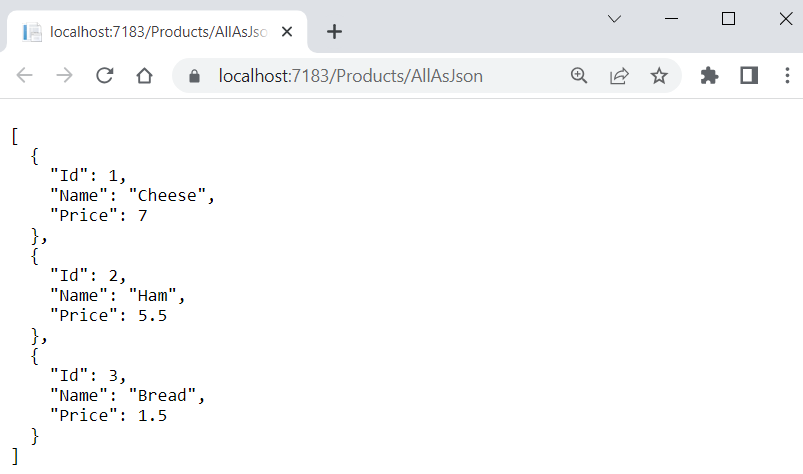 localhost:7183/Products/AllAsJso
localhost:7183/Products/AllAsJson
[
  {
    "Id": 1,
    "Name": "Cheese",
    "Price": 7
  },
  {
    "Id": 2,
    "Name": "Ham",
    "Price": 5.5
  },
  {
    "Id": 3,
    "Name": "Bread",
    "Price": 1.5
  }
]